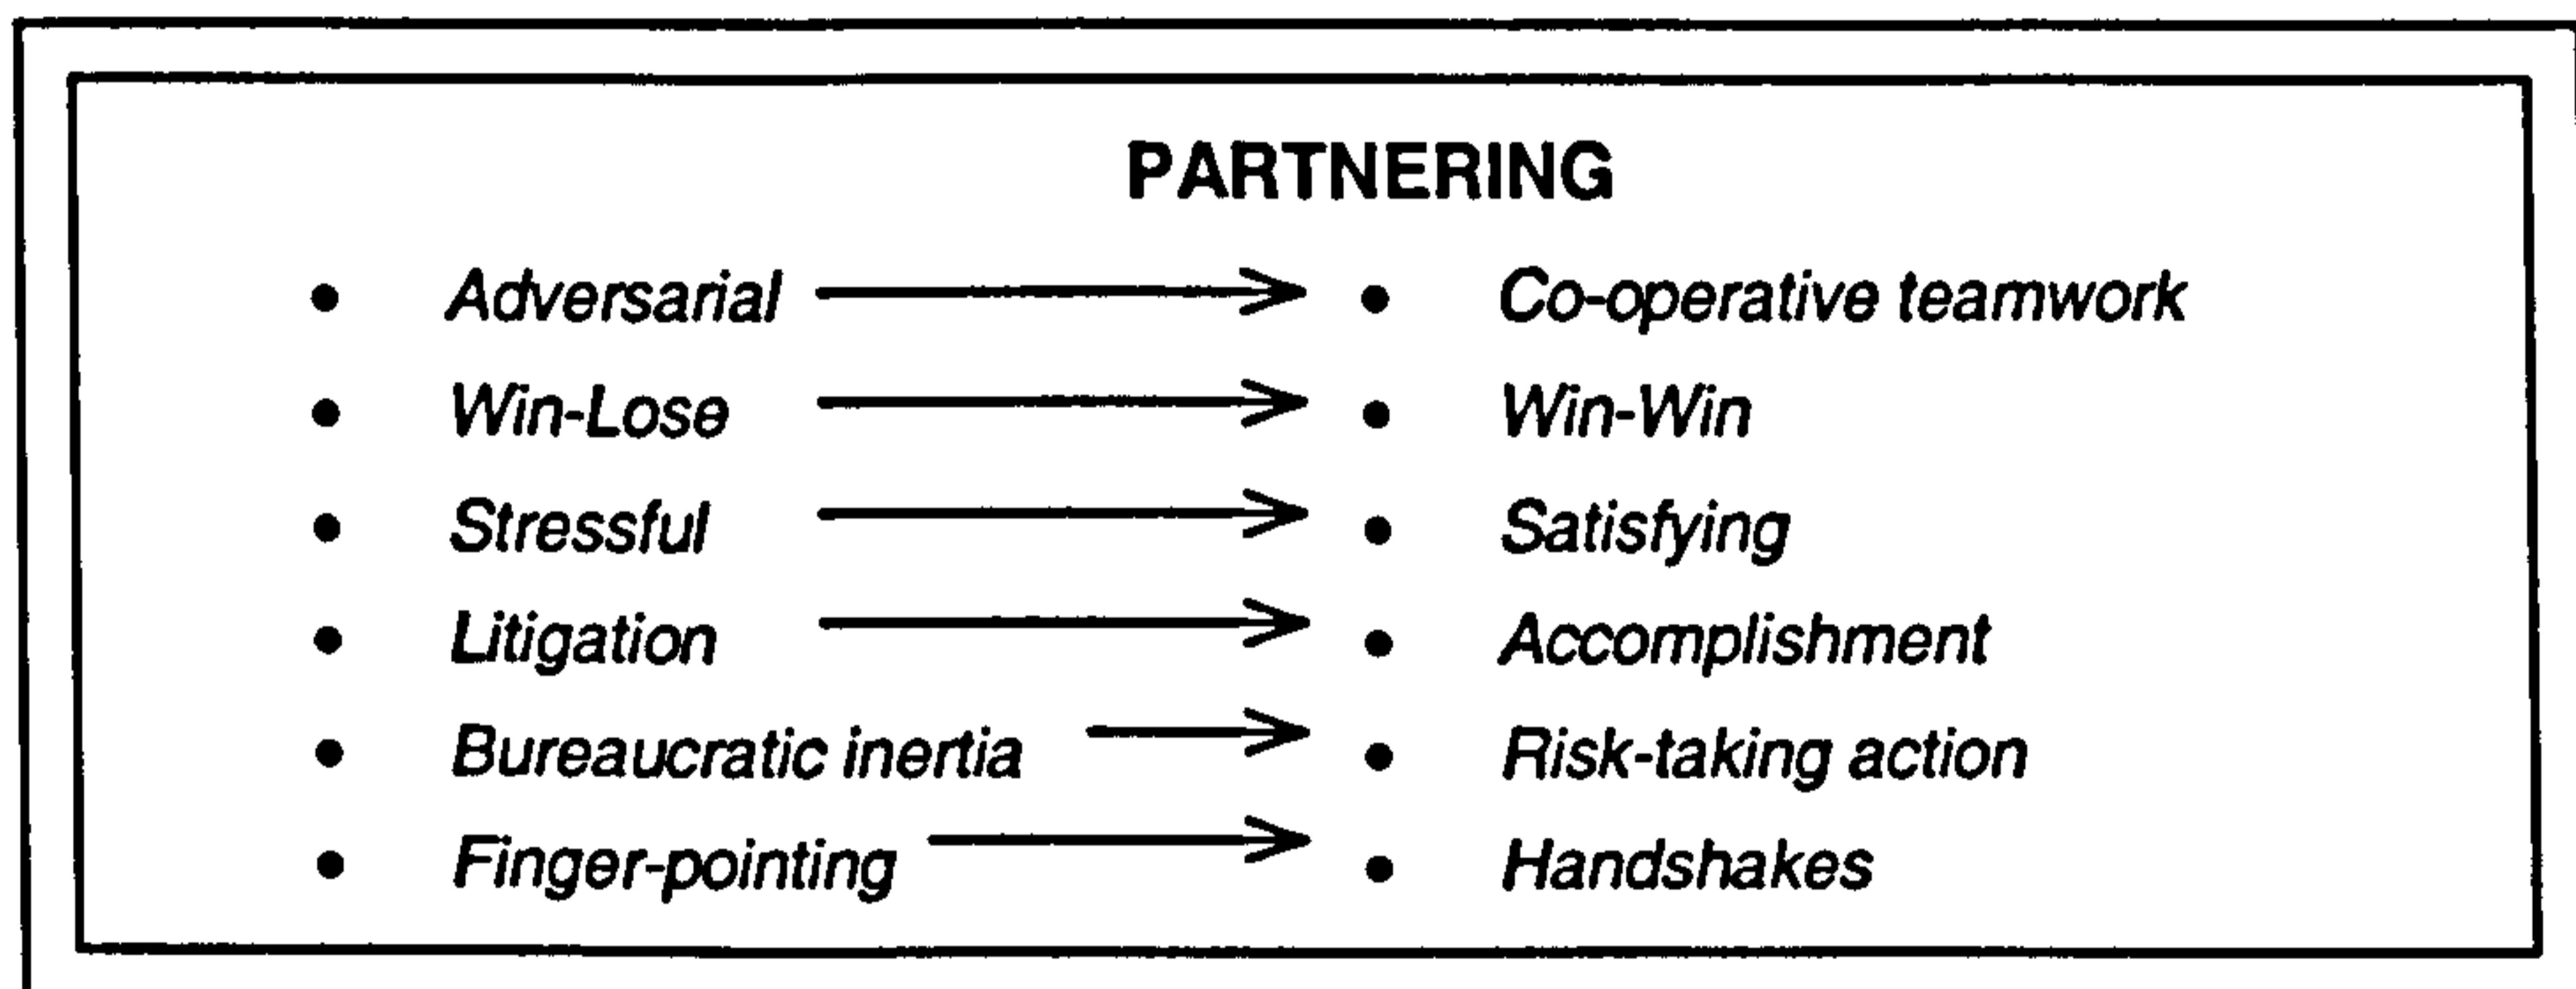 PARTNERING
• Adversarial • Co-operative teamwork
• Win-Lose • Win-Win
• Stressful • Satisfying
• Litigation • Accomplishment
• Bureaucratic inertia • Risk-taking action
• Finger-pointing • Handshakes